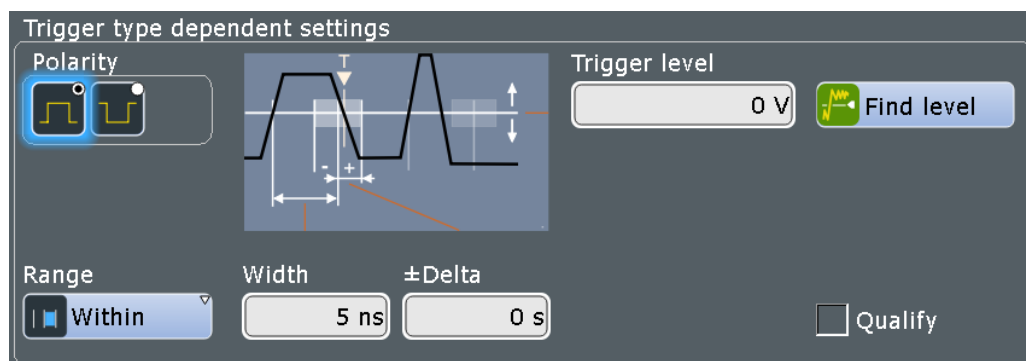 Trigger type dependent settings
Polarity
T
- +
Trigger level
0 V
Find level
Range
Within
Width
5 ns
±Delta
0 s
Qualify